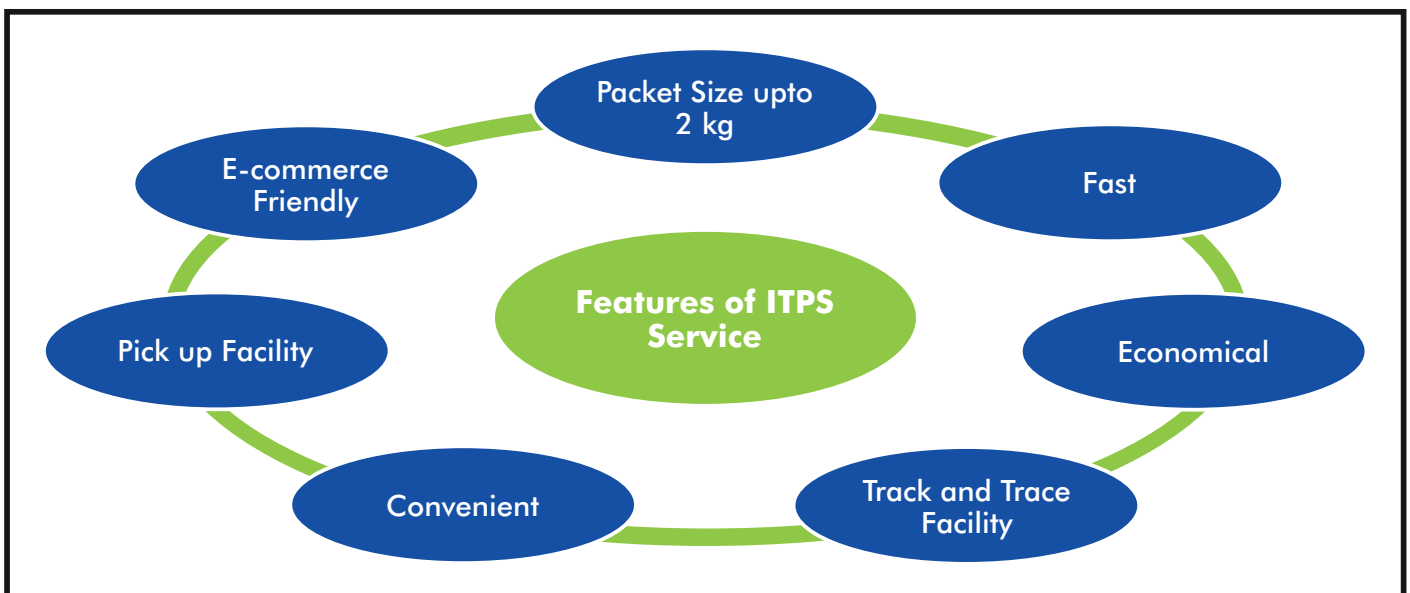 Packet Size upto
2 kg
E-commerce
Friendly
Fast
Features of ITPS
Service
Pick up Facility
Economical
Convenient
Track and Trace
Facility